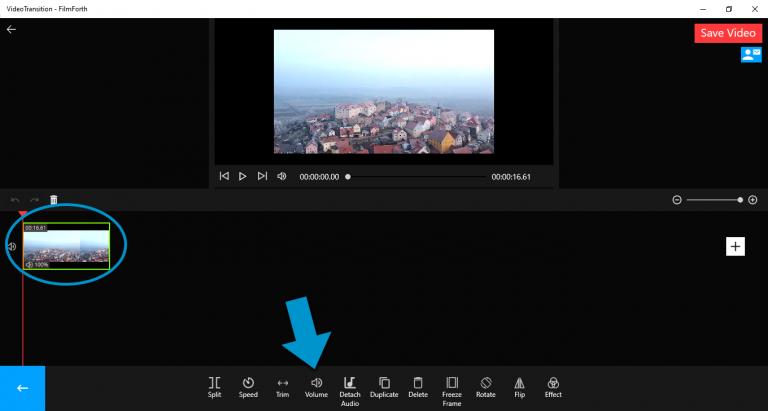 VideoTransition - FilmForth
Save Video
00:00:00.00
00:00:16.61
00:16.61
100%
Split
Speed
Trim
Volume
Detach
Audio
Duplicate
Delete
Freeze
Frame
Rotate
Flip
Effect